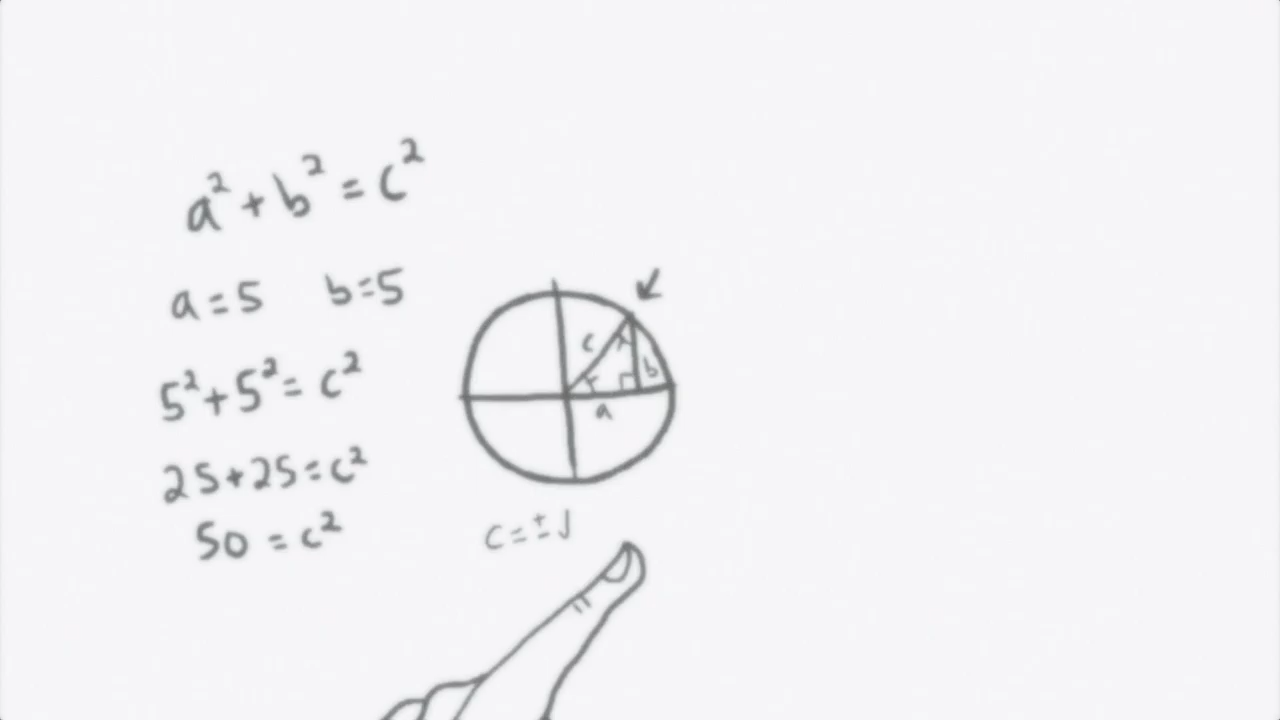 a² + b² = c²
a = 5 b = 5
5² + 5² = c²
25 + 25 = c²
50 = c²
c
b
a
c = ± √